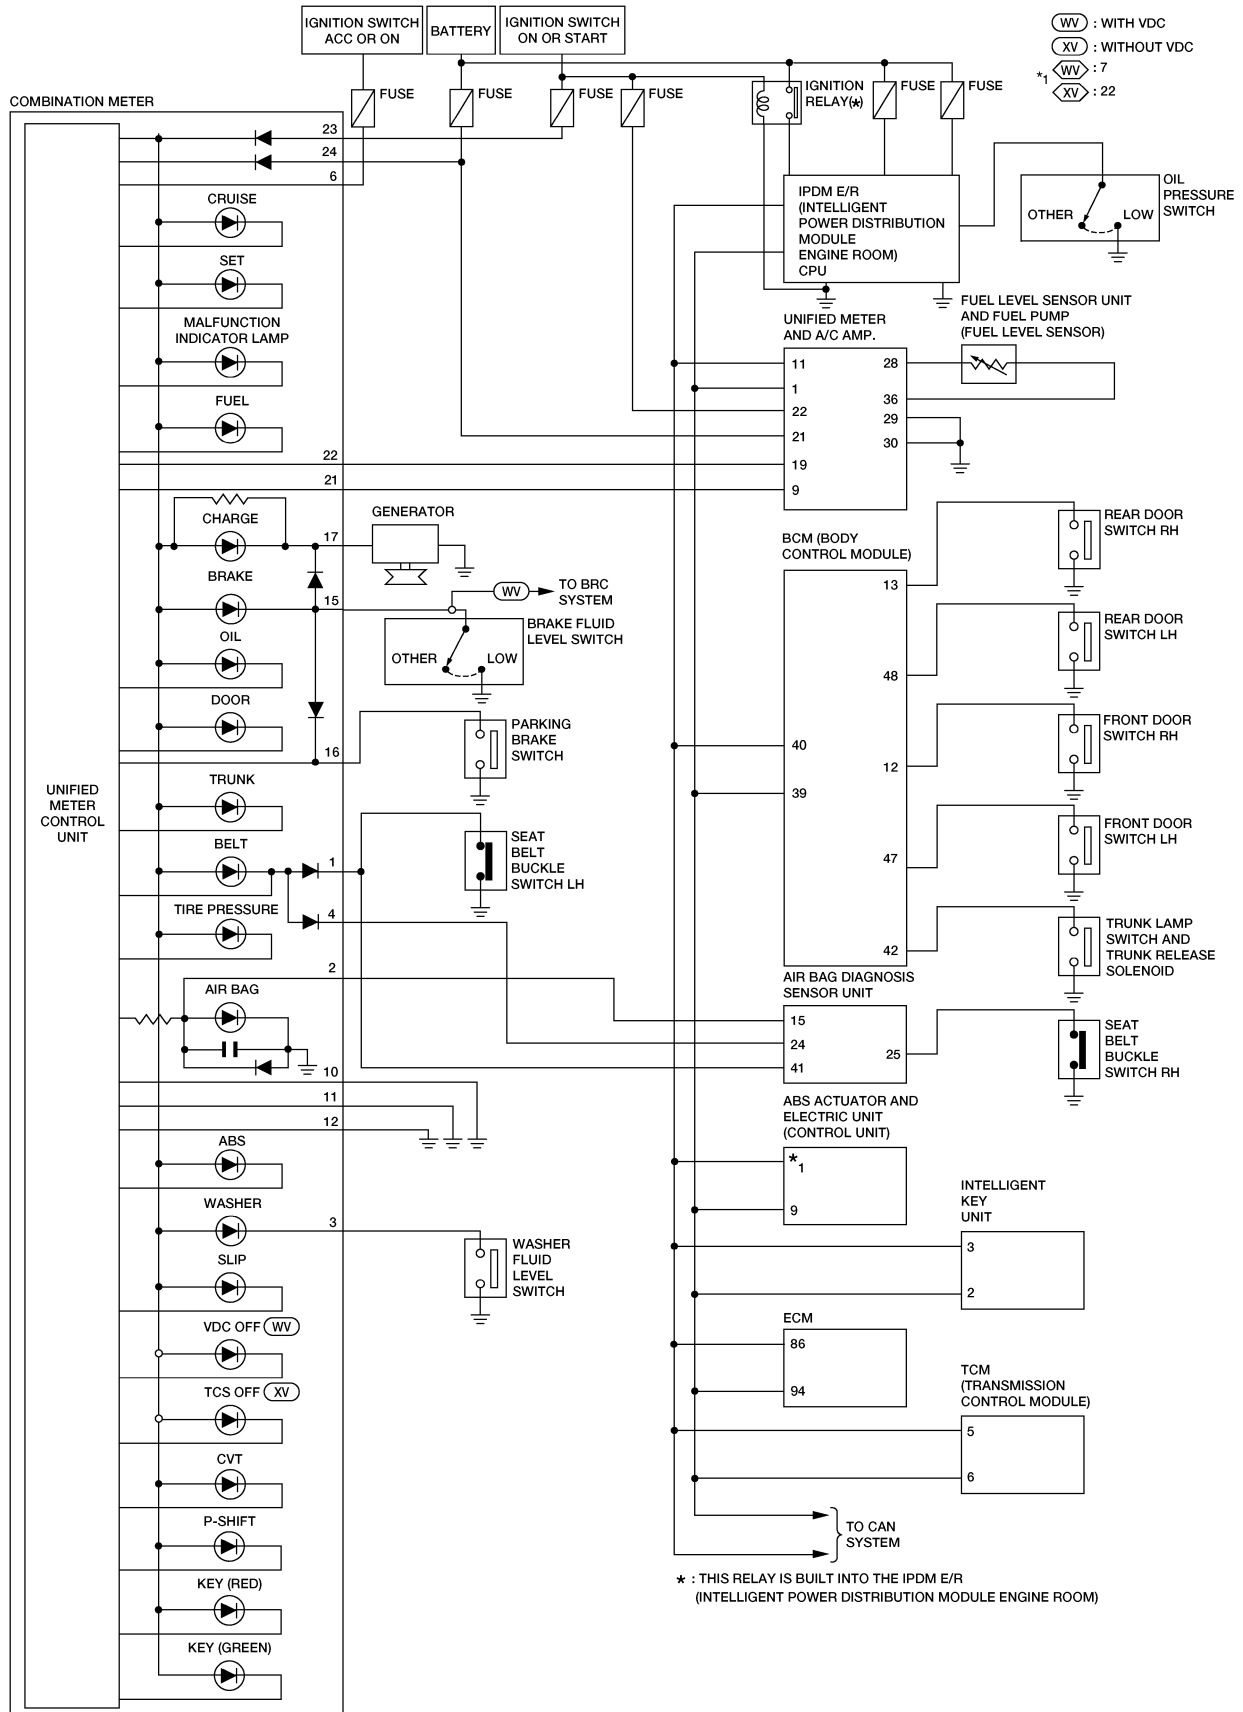 IGNITION SWITCH
ACC OR ON
BATTERY
IGNITION SWITCH
ON OR START
WV : WITH VDC
XV : WITHOUT VDC
*1 WV : 7
XV : 22
FUSE
FUSE
FUSE
FUSE
IGNITION
RELAY(*)
FUSE
FUSE
COMBINATION METER
23
24
6
CRUISE
SET
MALFUNCTION
INDICATOR LAMP
FUEL
22
21
CHARGE
17
GENERATOR
BRAKE
15
WV
TO BRC
SYSTEM
BRAKE FLUID
LEVEL SWITCH
OTHER
LOW
OIL
DOOR
16
PARKING
BRAKE
SWITCH
UNIFIED
METER
CONTROL
UNIT
TRUNK
BELT
1
SEAT
BELT
BUCKLE
SWITCH LH
4
TIRE PRESSURE
2
AIR BAG
10
11
12
ABS
WASHER
3
WASHER
FLUID
LEVEL
SWITCH
SLIP
VDC OFF WV
TCS OFF XV
CVT
P-SHIFT
KEY (RED)
KEY (GREEN)
IPDM E/R
(INTELLIGENT
POWER DISTRIBUTION
MODULE
ENGINE ROOM)
CPU
OIL
PRESSURE
SWITCH
OTHER
LOW
UNIFIED METER
AND A/C AMP.
11
1
22
21
19
9
28
36
29
30
FUEL LEVEL SENSOR UNIT
AND FUEL PUMP
(FUEL LEVEL SENSOR)
BCM (BODY
CONTROL MODULE)
13
48
40
12
39
47
42
REAR DOOR
SWITCH RH
REAR DOOR
SWITCH LH
FRONT DOOR
SWITCH RH
FRONT DOOR
SWITCH LH
TRUNK LAMP
SWITCH AND
TRUNK RELEASE
SOLENOID
AIR BAG DIAGNOSIS
SENSOR UNIT
15
24
41
25
SEAT
BELT
BUCKLE
SWITCH RH
ABS ACTUATOR AND
ELECTRIC UNIT
(CONTROL UNIT)
*1
9
INTELLIGENT
KEY
UNIT
3
2
ECM
86
94
TCM
(TRANSMISSION
CONTROL MODULE)
5
6
TO CAN
SYSTEM
* : THIS RELAY IS BUILT INTO THE IPDM E/R
(INTELLIGENT POWER DISTRIBUTION MODULE ENGINE ROOM)